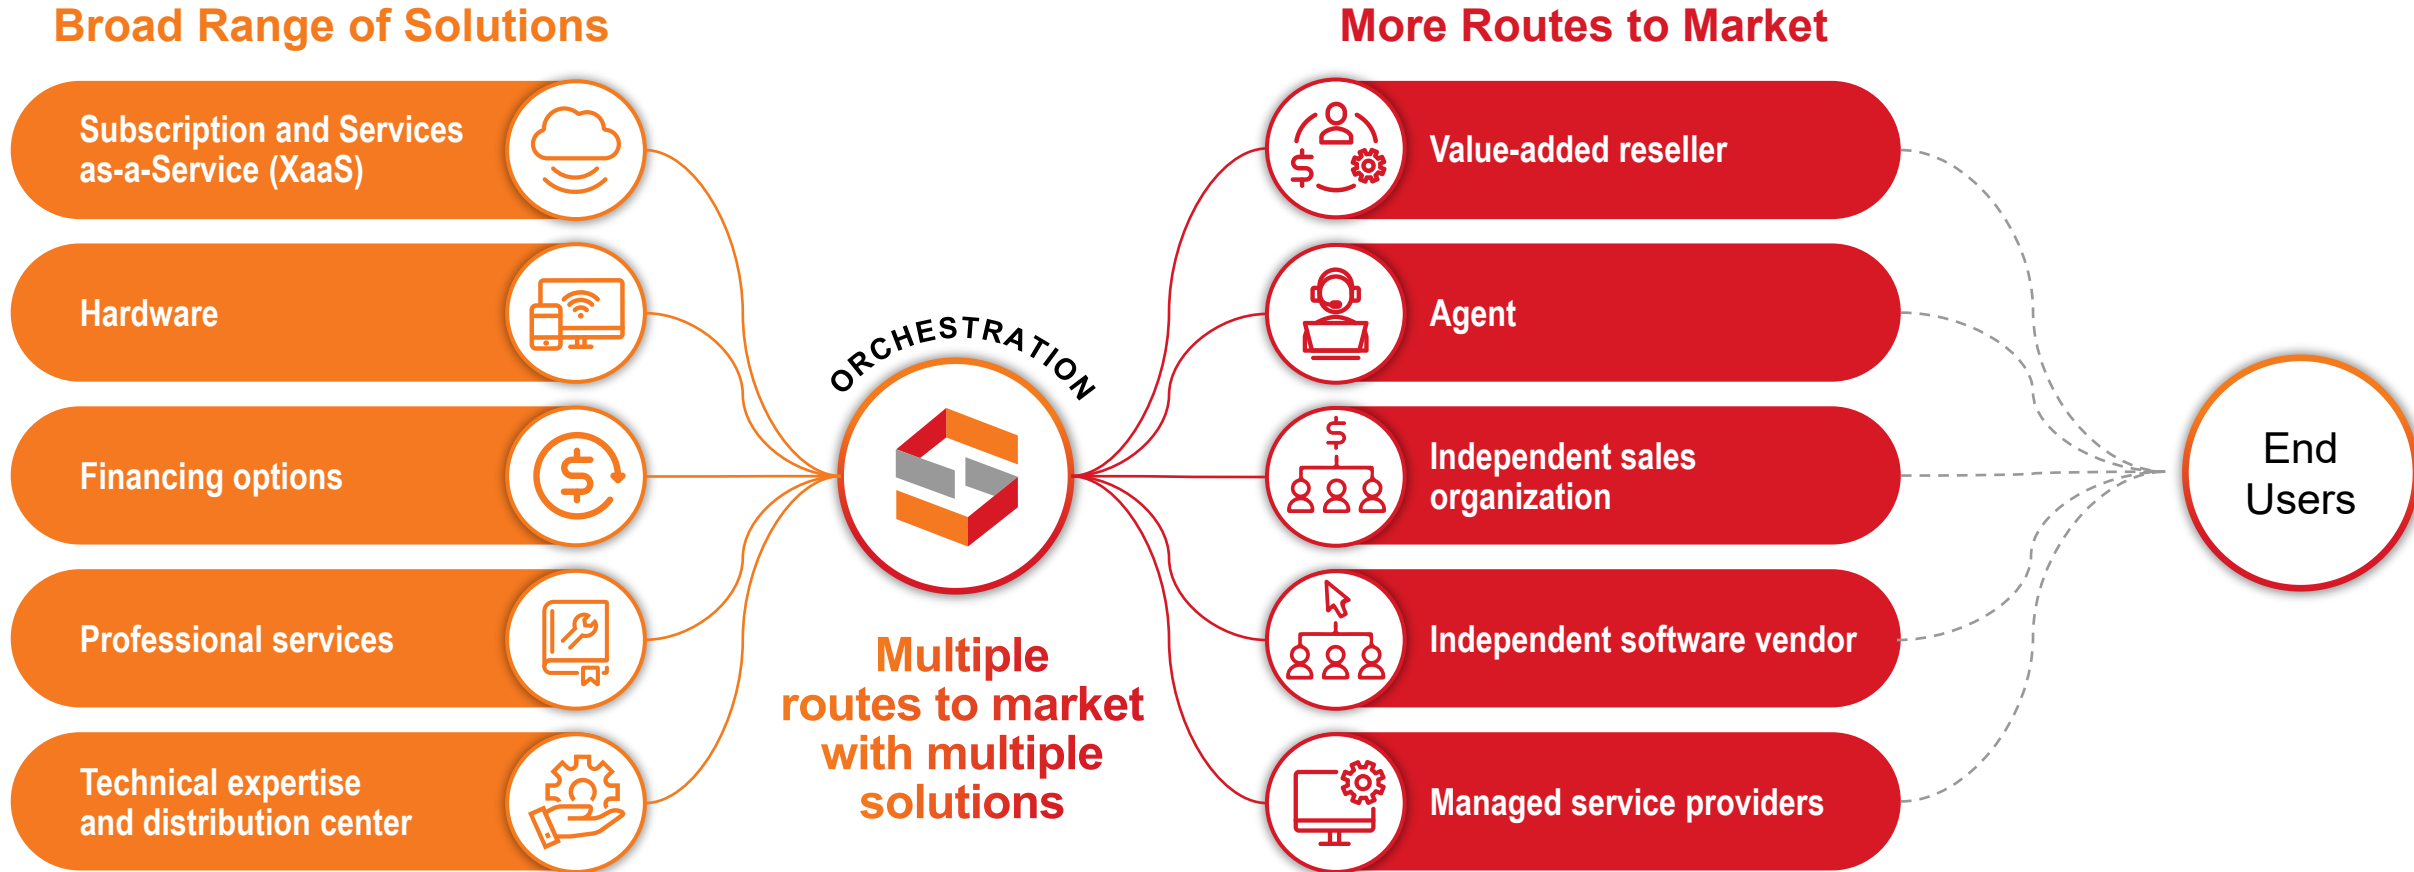 Broad Range of Solutions
Subscription and Services
as-a-Service (XaaS)
Hardware
Financing options
Professional services
Technical expertise
and distribution center
ORCHESTRATION
Multiple
routes to market
with multiple
solutions
More Routes to Market
Value-added reseller
Agent
Independent sales
organization
Independent software vendor
Managed service providers
End
Users